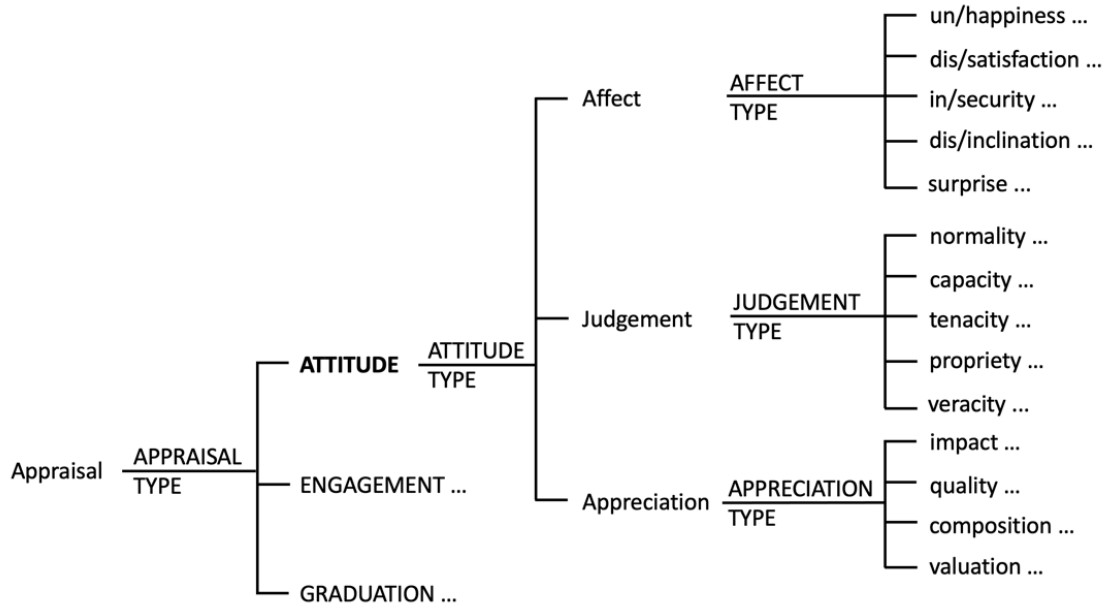 un/happiness ...
dis/satisfaction ...
AFFECT
Affect
in/security ...
TYPE
dis/inclination ...
surprise ...
normality ...
capacity ...
JUDGEMENT
Judgement
tenacity ...
TYPE
propriety ...
ATTITUDE
ATTITUDE
TYPE
veracity ...
impact ...
APPRAISAL
Appraisal
TYPE
ENGAGEMENT ...
quality ...
APPRECIATION
Appreciation
TYPE
composition ...
valuation ...
GRADUATION ...